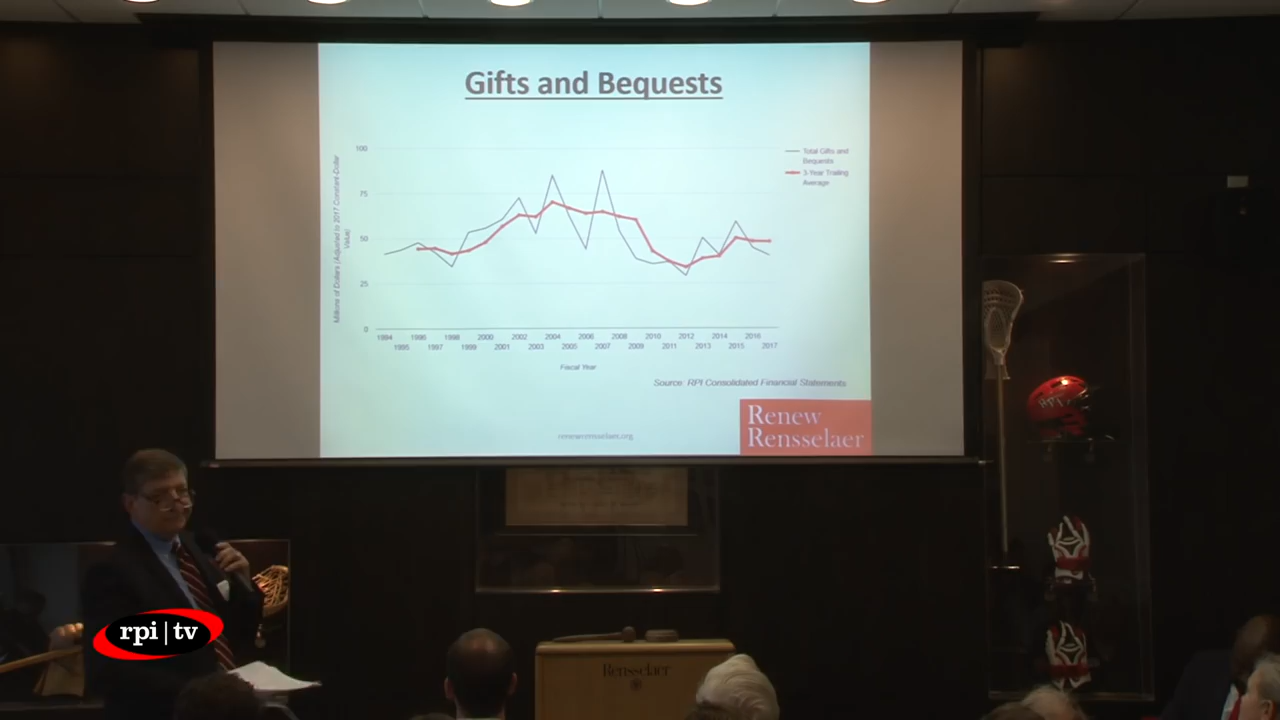 Gifts and Bequests
100
75
50
25
0
Millions of Dollars (Adjusted to 2017 Constant-Dollar
Value)
Total Gifts and
Bequests
3-Year Trailing
Average
1994 1996 1998 2000 2002 2004 2006 2008 2010 2012 2014 2016
1995 1997 1999 2001 2003 2005 2007 2009 2011 2013 2015 2017
Fiscal Year
Source: RPI Consolidated Financial Statements
renewrensselaer.org
Renew
Rensselaer
RPI
rpi|tv
Rensselaer